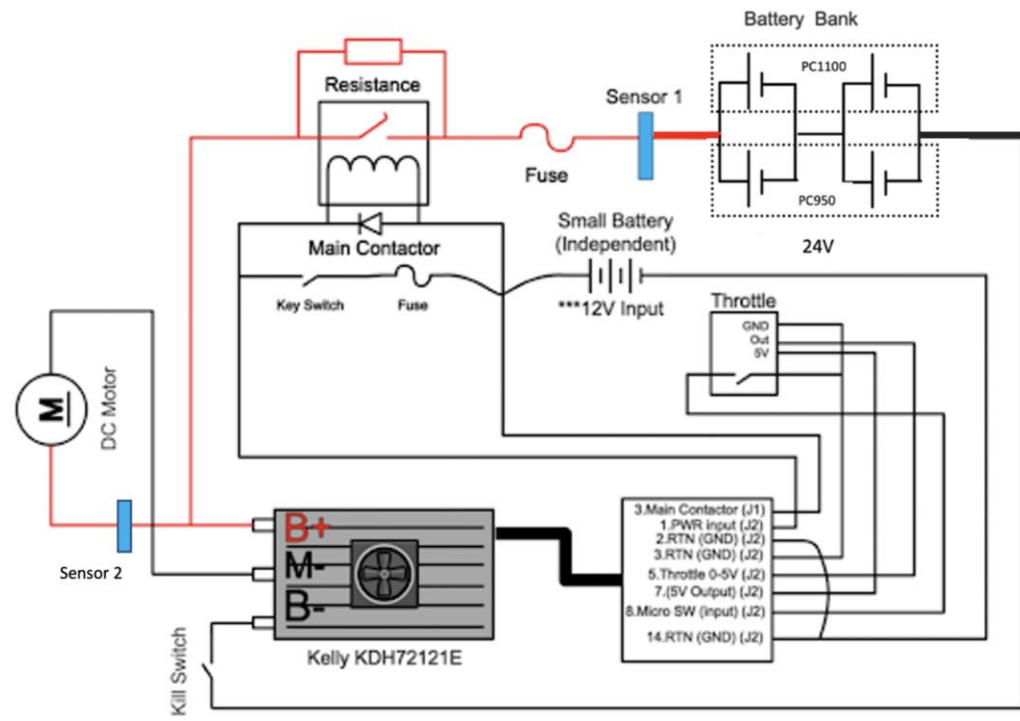 Battery Bank
PC1100
Resistance
Sensor 1
Fuse
PC950
Small Battery
(Independent)
24V
Main Contactor
Key Switch
Fuse
***12V Input
Throttle
GND
Out
5V
M
DC Motor
3.Main Contactor (J1)
1.PWR input (J2)
2.RTN (GND) (J2)
3.RTN (GND) (J2)
5.Throttle 0-5V (J2)
7.(5V Output) (J2)
8.Micro SW (input) (J2)
14.RTN (GND) (J2)
B+
M-
B-
Sensor 2
Kelly KDH72121E
Kill Switch